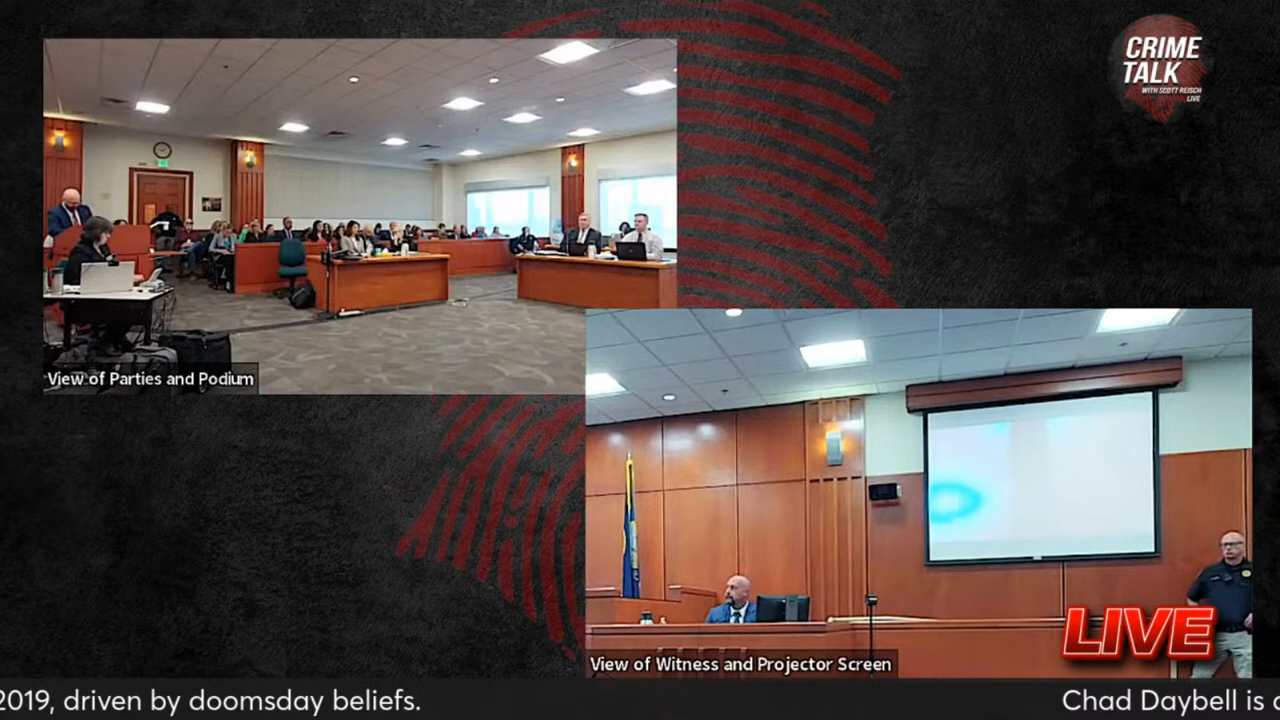 CRIME
TALK
WITH SCOTT REISCH
LIVE
View of Parties and Podium
View of Witness and Projector Screen
LIVE
2019, driven by doomsday beliefs.
Chad Daybell is